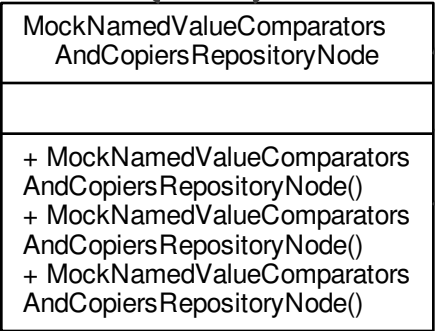 MockNamedValueComparators
AndCopiersRepositoryNode
+ MockNamedValueComparators
AndCopiersRepositoryNode()
+ MockNamedValueComparators
AndCopiersRepositoryNode()
+ MockNamedValueComparators
AndCopiersRepositoryNode()